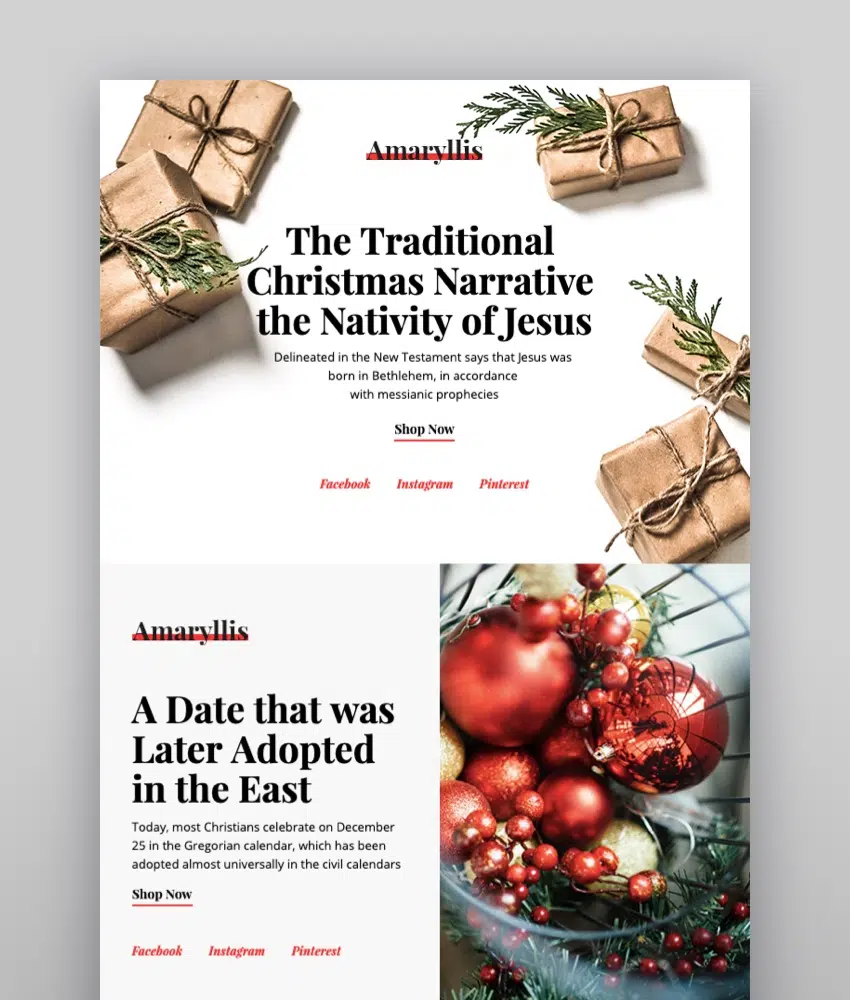 Amaryllis
The Traditional
Christmas Narrative
the Nativity of Jesus
Delineated in the New Testament says that Jesus was
born in Bethlehem, in accordance
with messianic prophecies
Shop Now
Facebook Instagram Pinterest
Amaryllis
A Date that was
Later Adopted
in the East
Today, most Christians celebrate on December
25 in the Gregorian calendar, which has been
adopted almost universally in the civil calendars
Shop Now
Facebook Instagram Pinterest